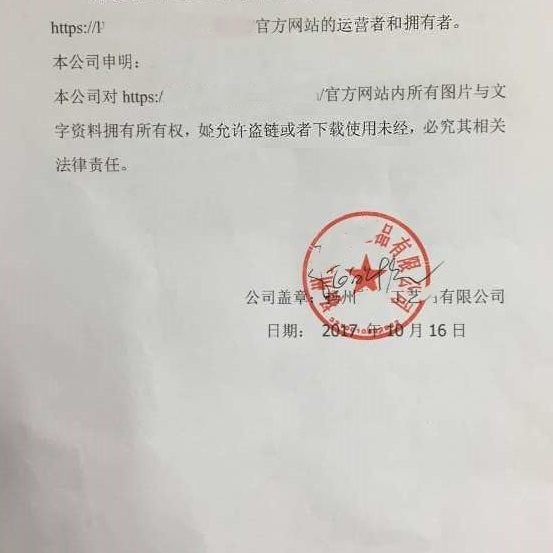 https://
官方网站的运营者和拥有者。
本公司申明：
本公司对 https:/ /官方网站内所有图片与文
字资料拥有所有权，如允许盗链或者下载使用未经，必究其相关
法律责任。
品有限公司
公司盖章：扬州 工艺 有限公司
日期： 2017 年 10 月 16 日